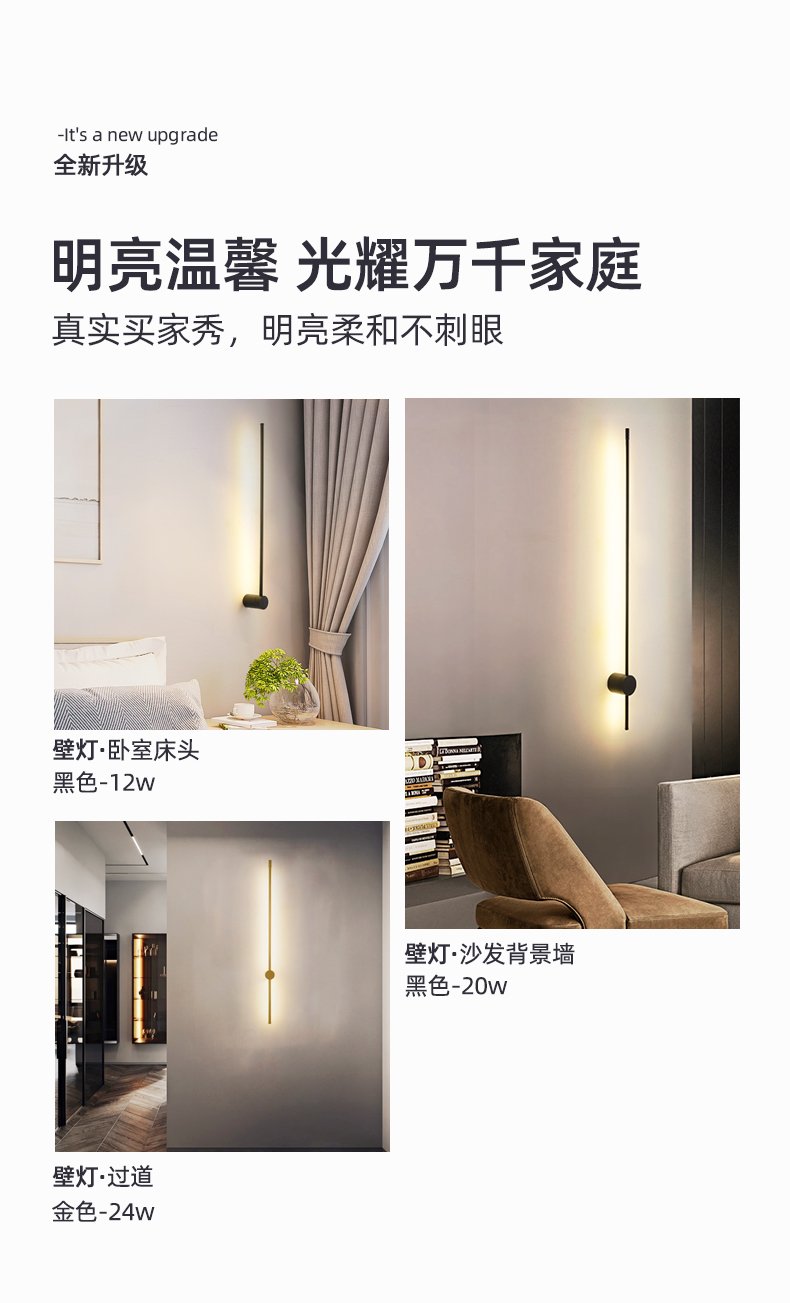 -It's a new upgrade
全新升级
明亮温馨 光耀万千家庭
真实买家秀，明亮柔和不刺眼
壁灯·卧室床头
黑色-12w
壁灯·沙发背景墙
黑色-20w
壁灯·过道
金色-24w